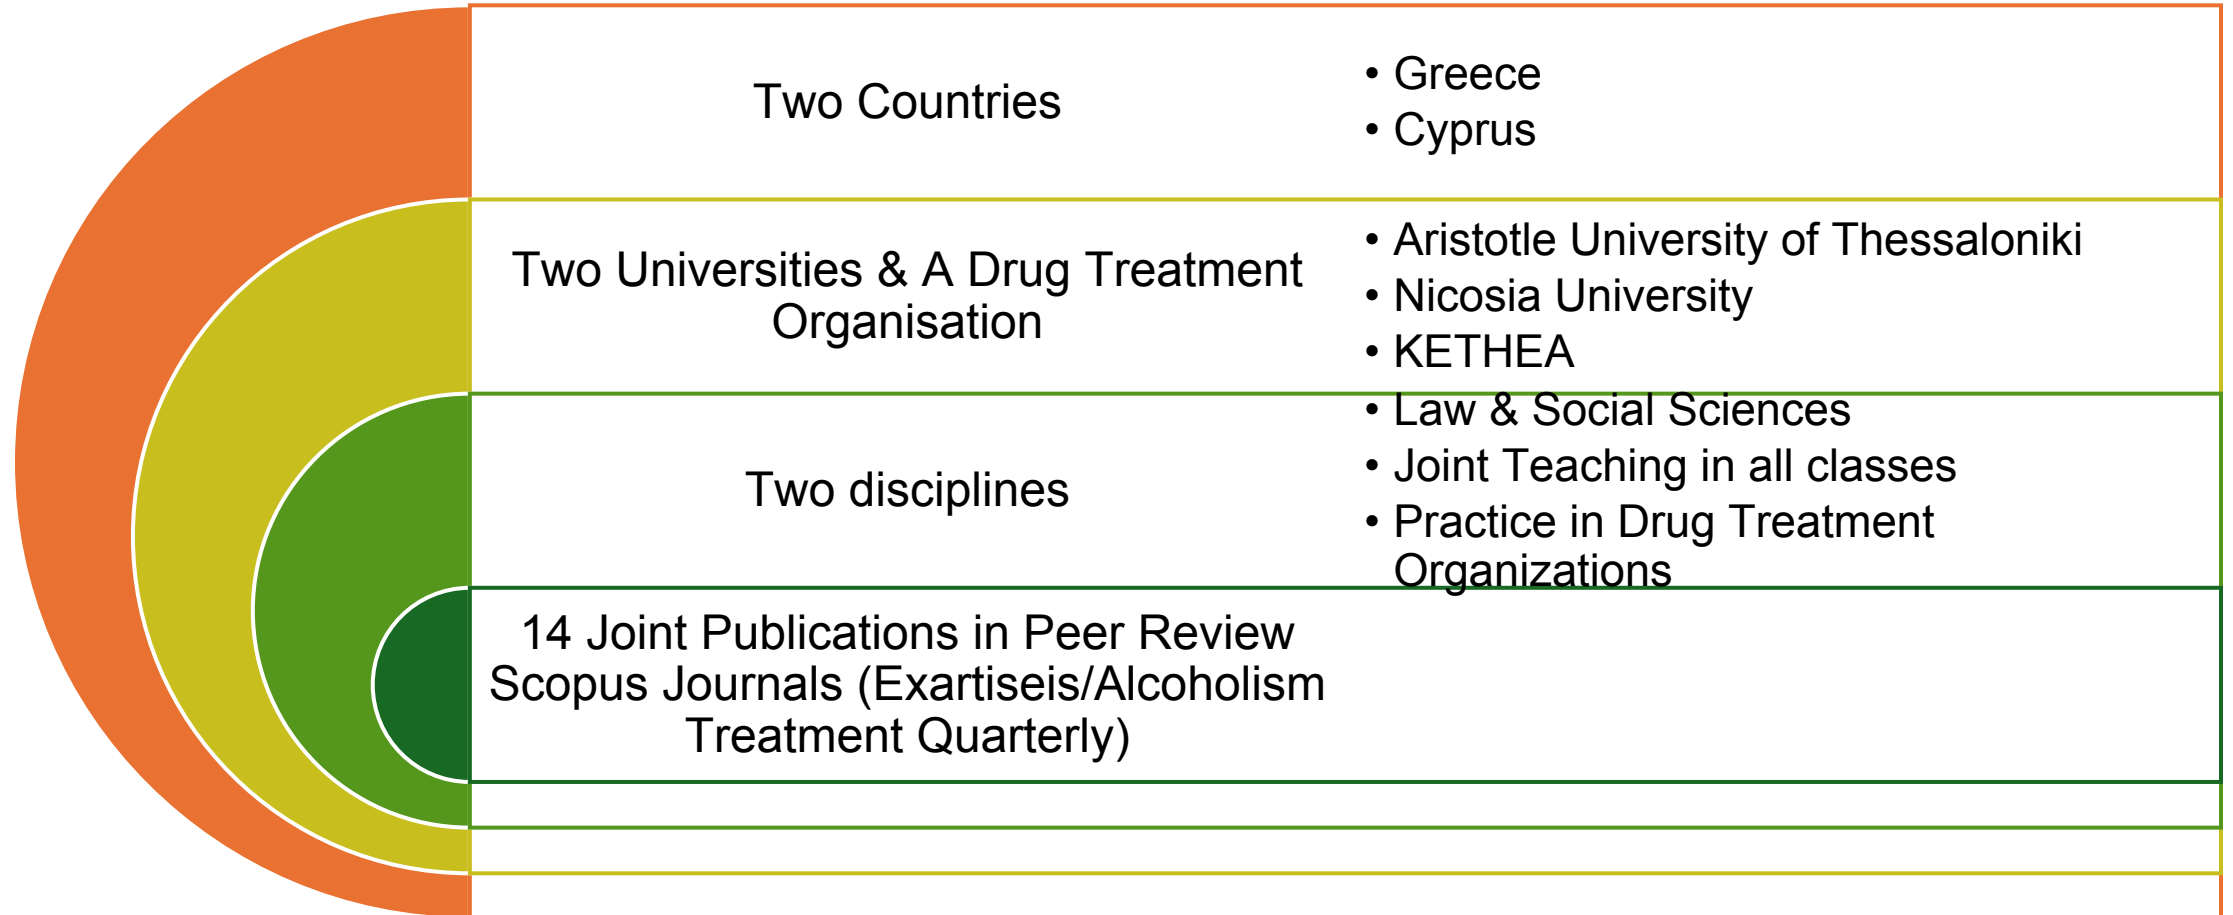 Two Countries
• Greece
• Cyprus
Two Universities & A Drug Treatment
Organisation
• Aristotle University of Thessaloniki
• Nicosia University
• KETHEA
Two disciplines
• Law & Social Sciences
• Joint Teaching in all classes
• Practice in Drug Treatment
Organizations
14 Joint Publications in Peer Review
Scopus Journals (Exartiseis/Alcoholism
Treatment Quarterly)